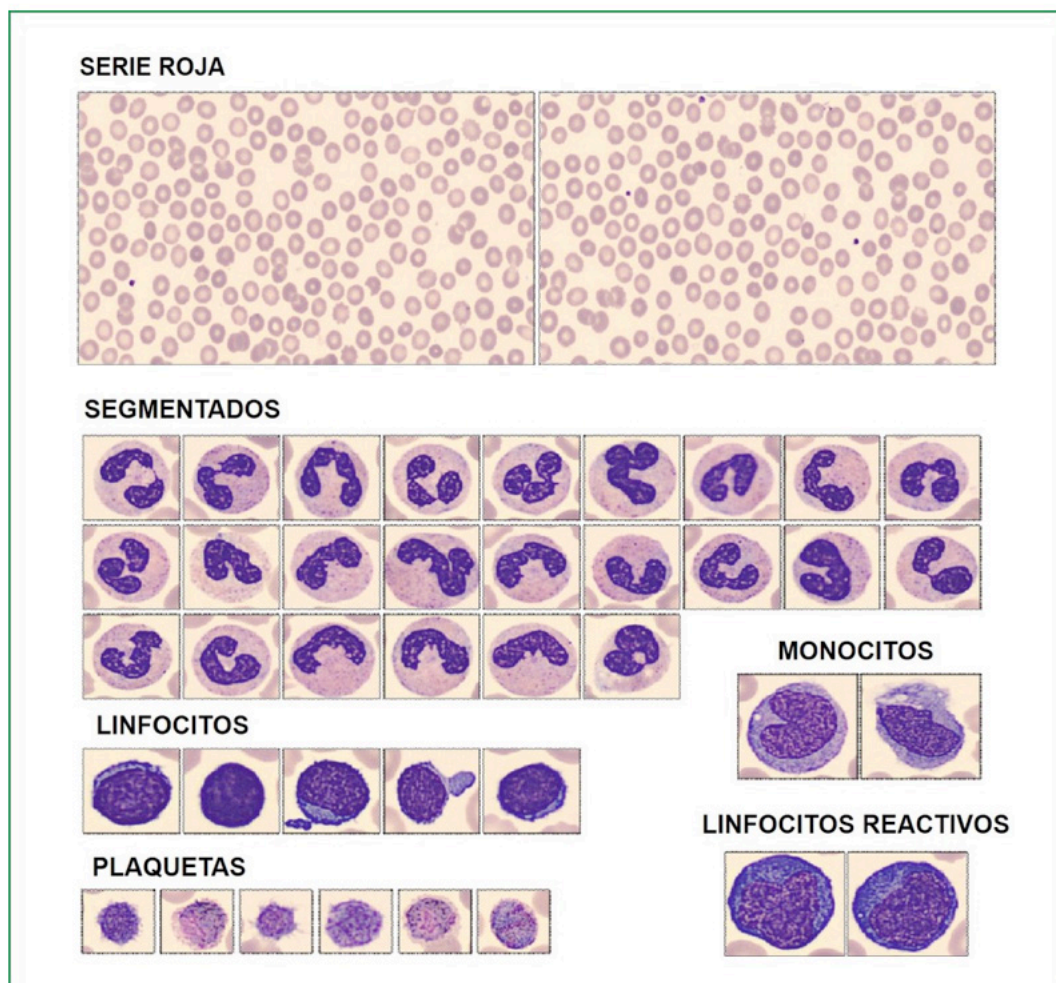 SERIE ROJA
SEGMENTADOS
MONOCITOS
LINFOCITOS
LINFOCITOS REACTIVOS
PLAQUETAS